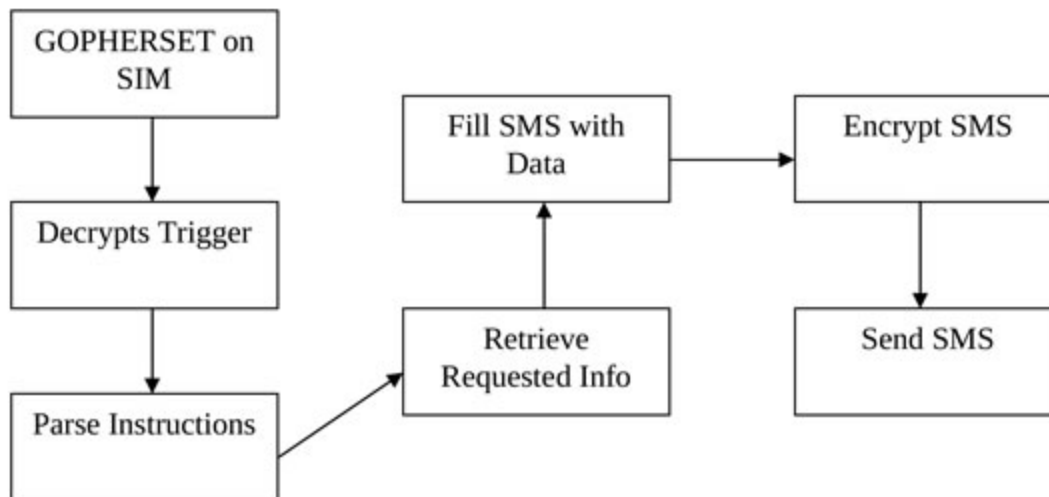 GOPHERSET on
SIM
Decrypts Trigger
Parse Instructions
Retrieve
Requested Info
Fill SMS with
Data
Encrypt SMS
Send SMS